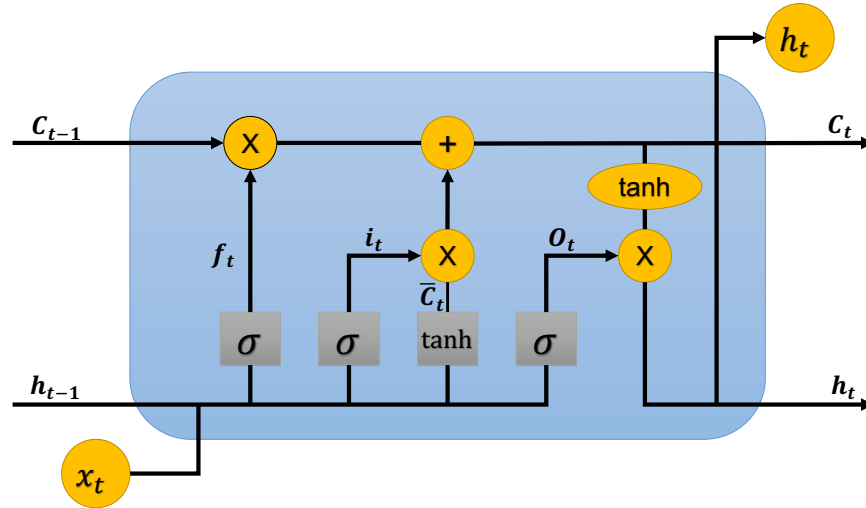 h_t
C_{t-1}
C_t
X
+
tanh
f_t
i_t
X
O_t
X
C̅_t
σ
σ
tanh
σ
h_{t-1}
h_t
x_t